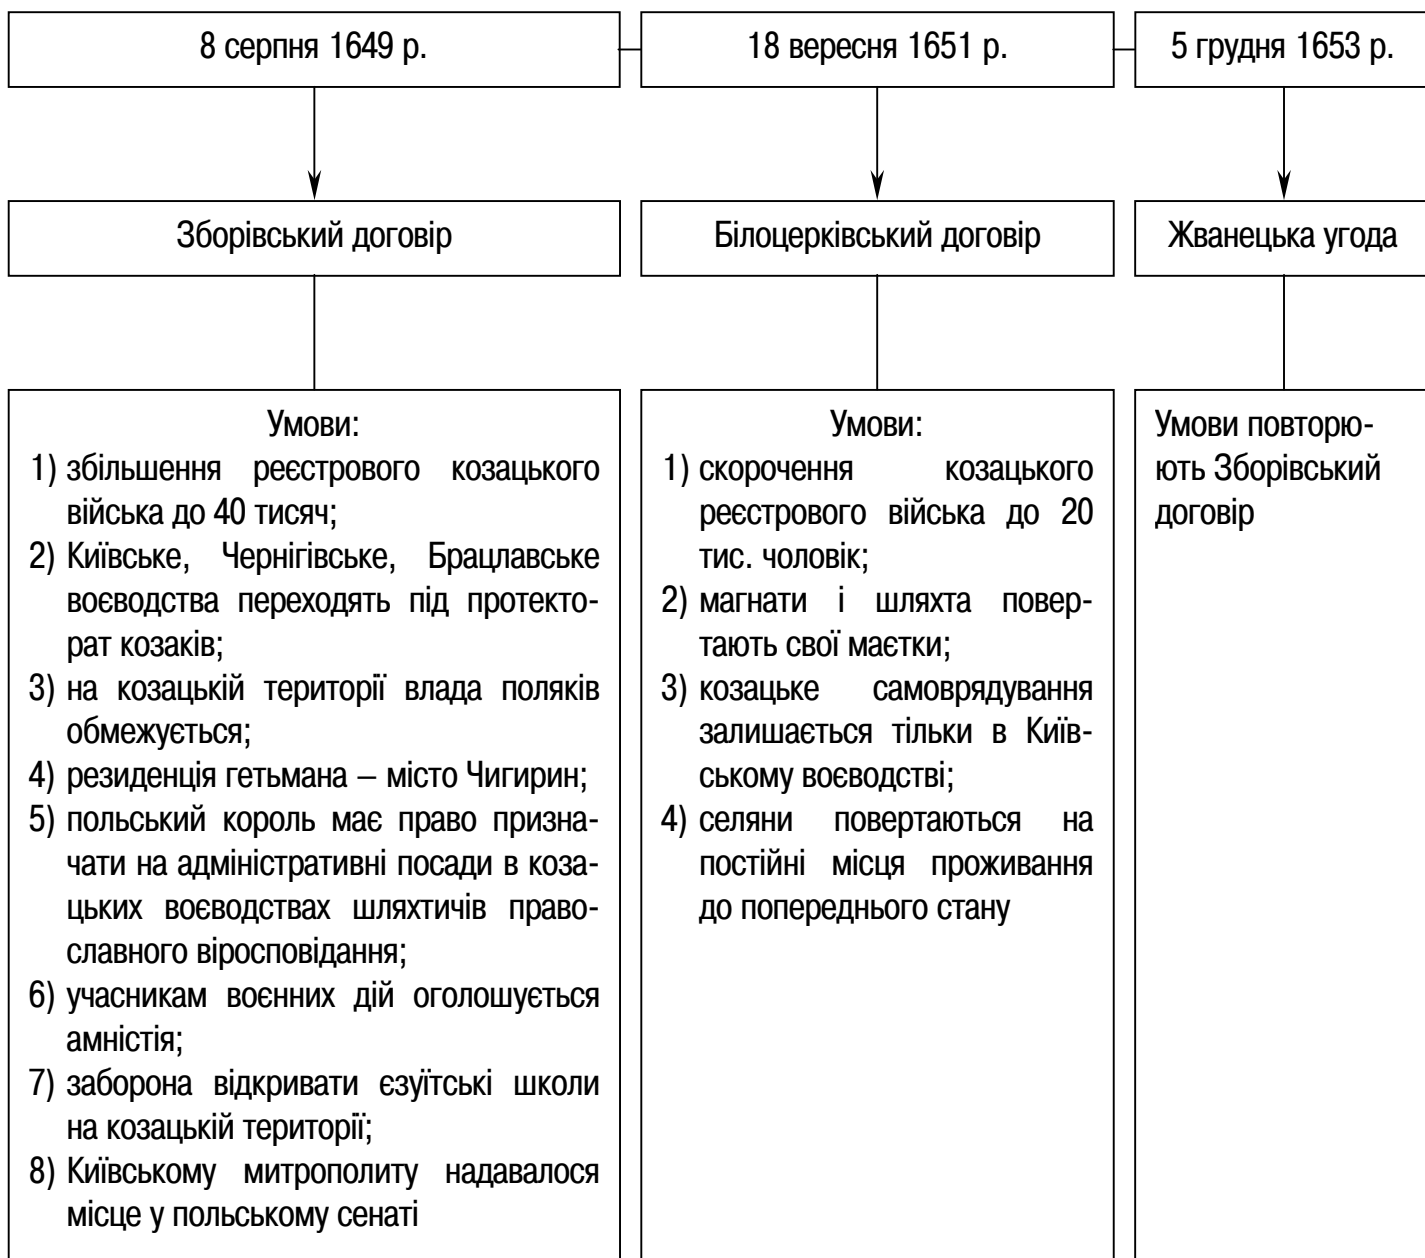 8 серпня 1649 р.
18 вересня 1651 р.
5 грудня 1653 р.
Зборівський договір
Білоцерківський договір
Жванецька угода
Умови:
1) збільшення реєстрового козацького
війська до 40 тисяч;
2) Київське, Чернігівське, Брацлавське
воєводства переходять під протекто-
рат козаків;
3) на козацькій території влада поляків
обмежується;
4) резиденція гетьмана – місто Чигирин;
5) польський король має право призна-
чати на адміністративні посади в коза-
цьких воєводствах шляхтичів право-
славного віросповідання;
6) учасникам воєнних дій оголошується
амністія;
7) заборона відкривати єзуїтські школи
на козацькій території;
8) Київському митрополиту надавалося
місце у польському сенаті
Умови:
1) скорочення козацького
реєстрового війська до 20
тис. чоловік;
2) магнати і шляхта повер-
тають свої маєтки;
3) козацьке самоврядування
залишається тільки в Київ-
ському воєводстві;
4) селяни повертаються на
постійні місця проживання
до попереднього стану
Умови повторю-
ють Зборівський
договір